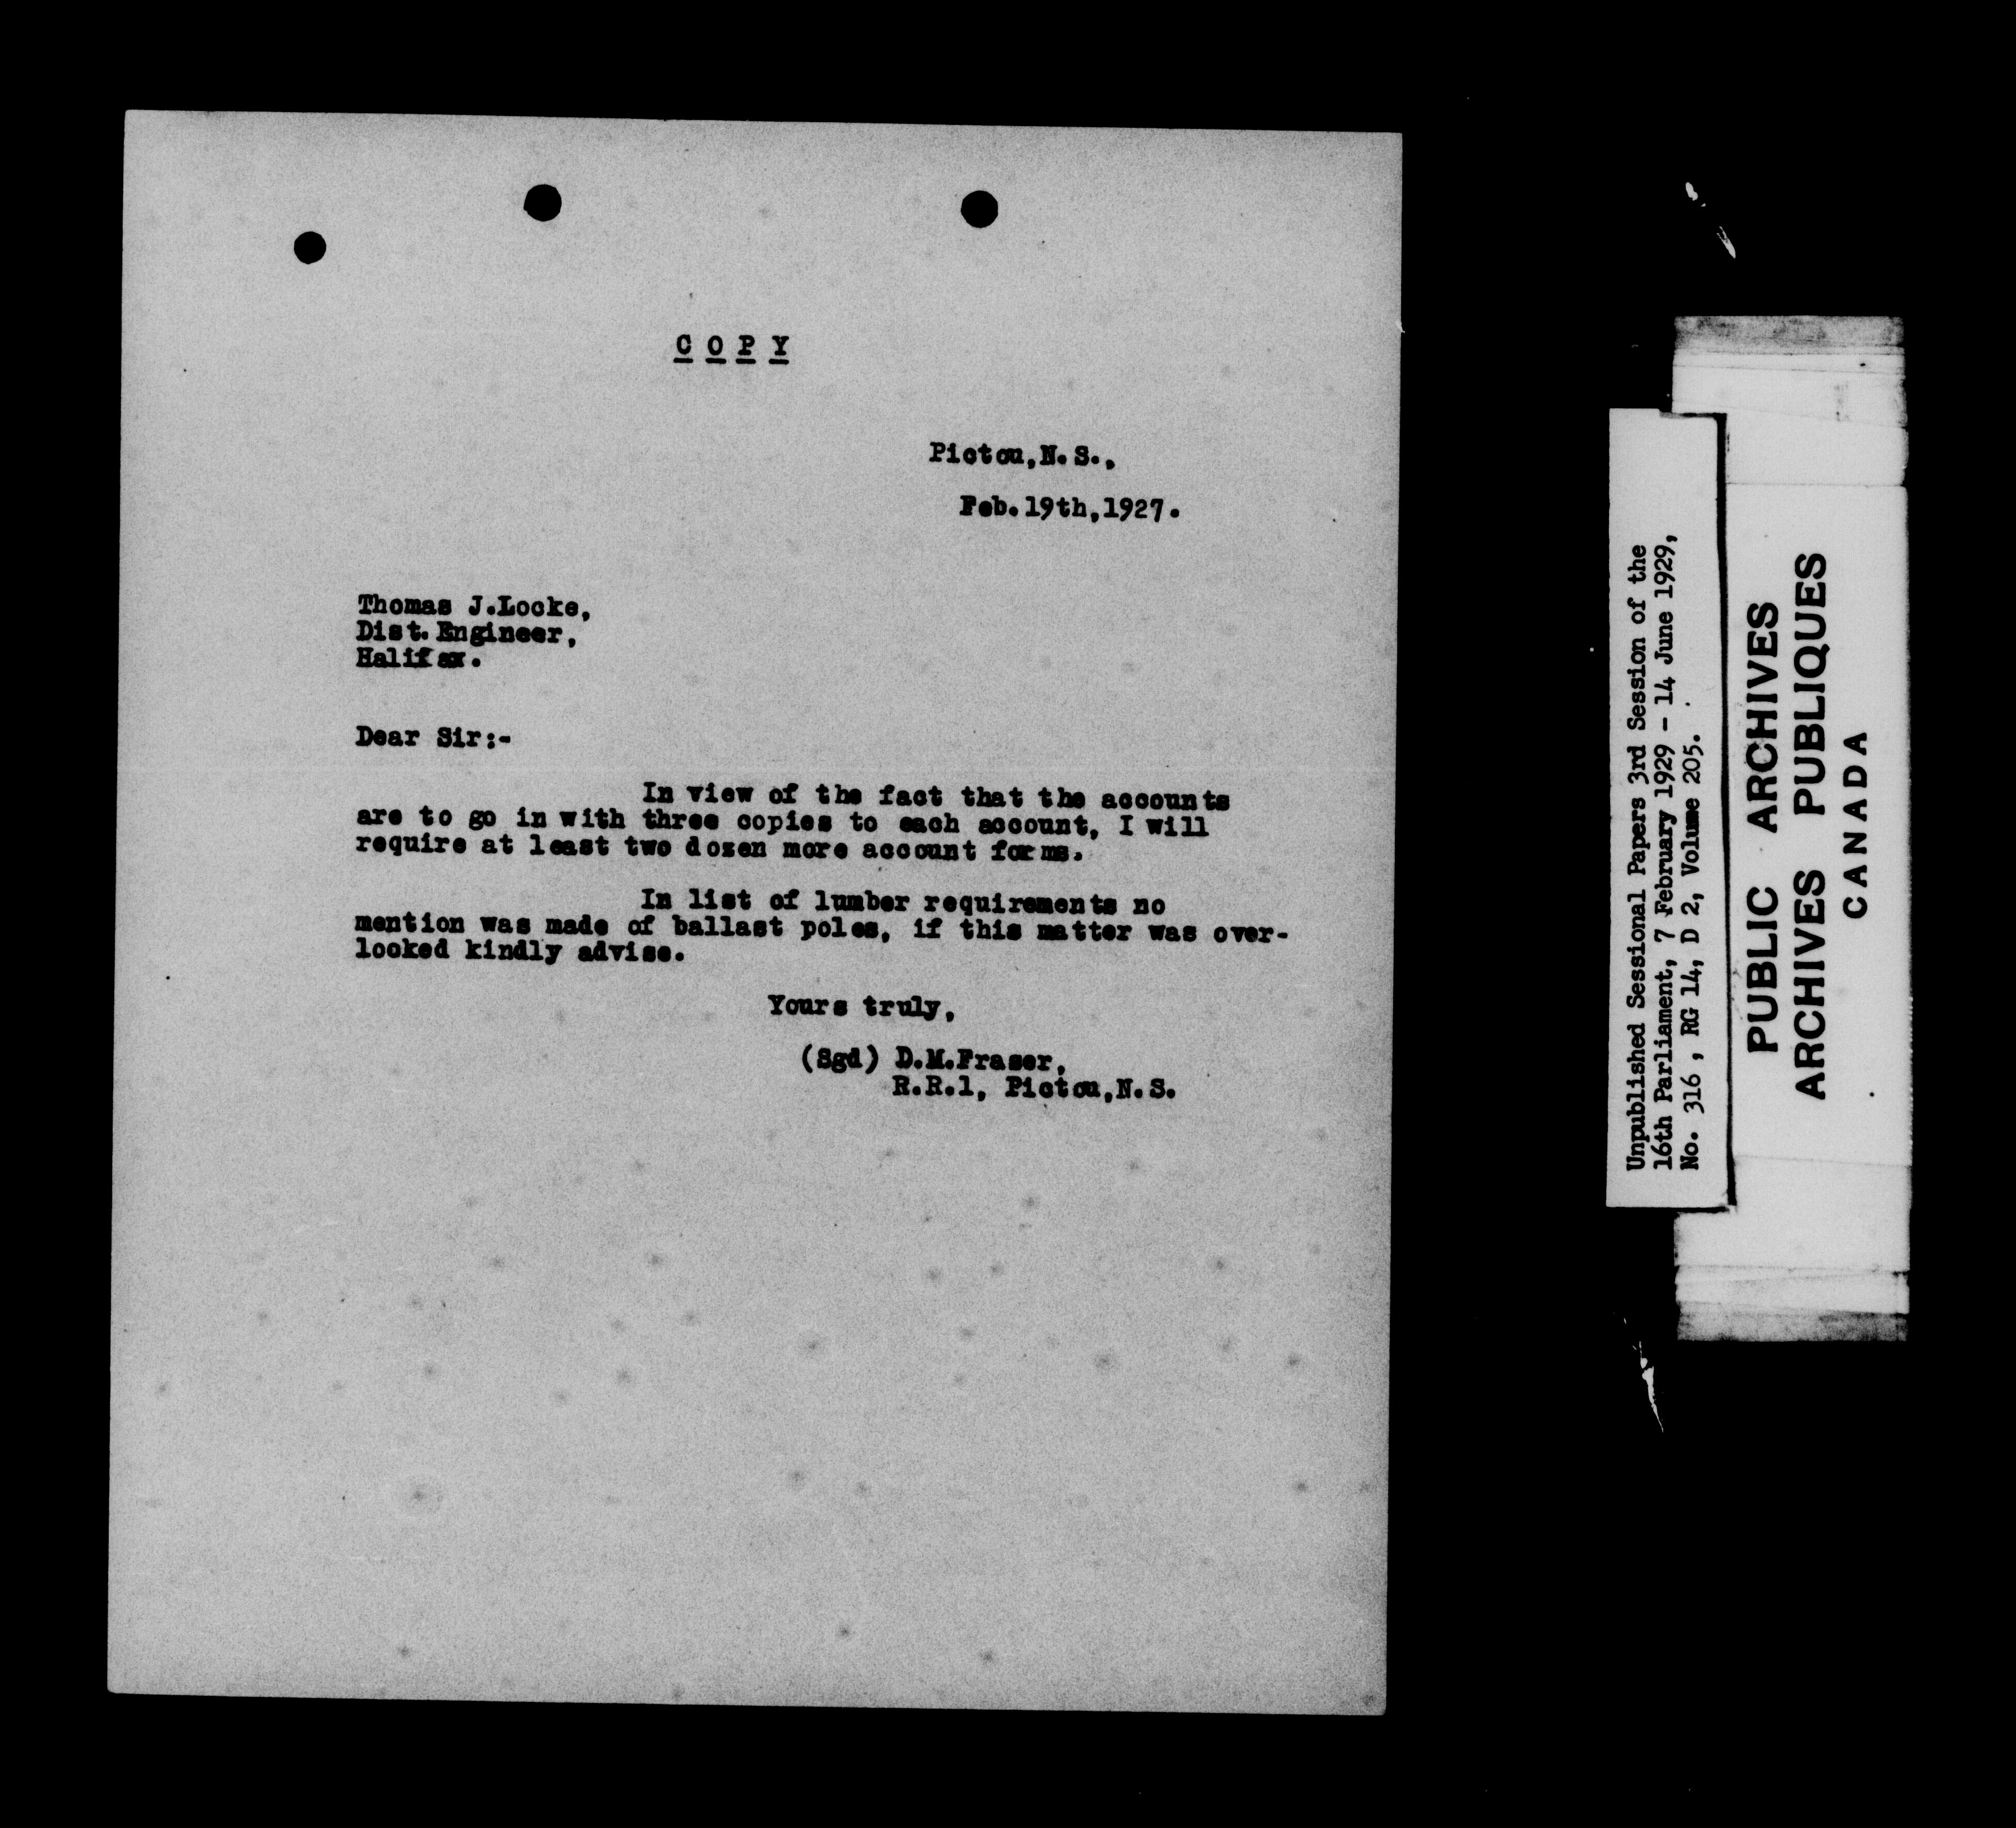 COPY
Pictou, N. S.,
Feb. 19th, 1927.
Thomas J. Locke,
Dist. Engineer,
Halifax.
Dear Sir:-
In view of the fact that the accounts
are to go in with three copies to each account, I will
require at least two dozen more account forms.
In list of lumber requirements no
mention was made of ballast poles, if this matter was over-
looked kindly advise.
Yours truly,
(Sgd) D.M. Fraser,
R.R.1, Pictou, N. S.
Unpublished Sessional Papers 3rd Session of the
16th Parliament, 7 February 1929 - 14 June 1929,
No. 316 , RG 14, D 2, Volume 205.
PUBLIC ARCHIVES
ARCHIVES PUBLIQUES
CANADA